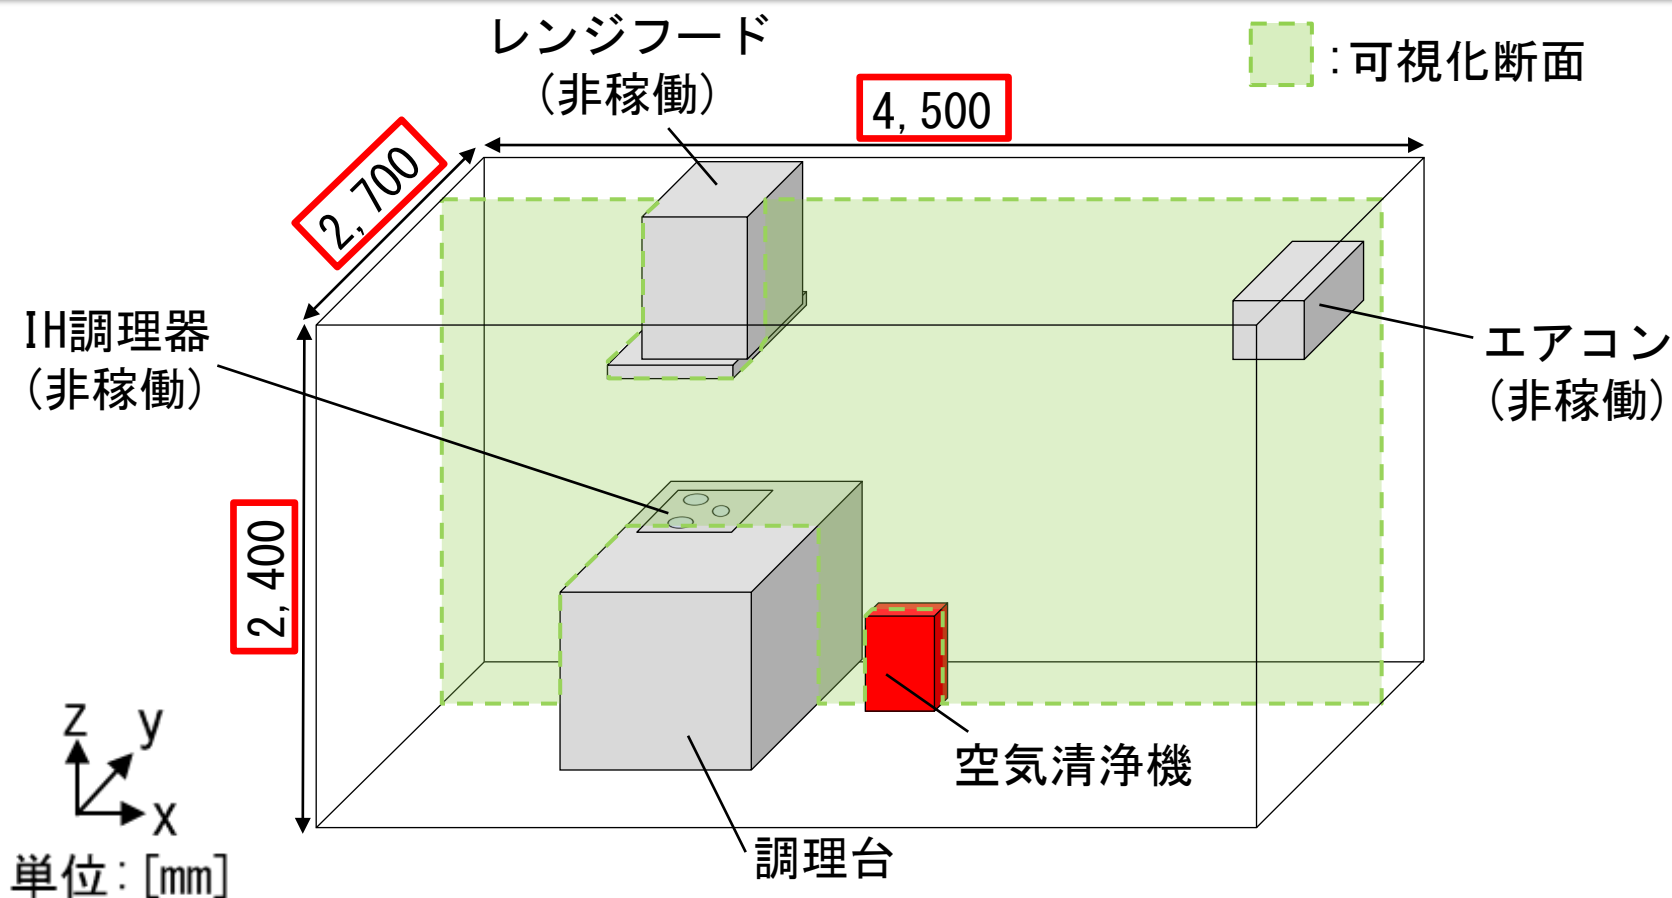 レンジフード
(非稼働)
:可視化断面
4,500
2,700
IH調理器
(非稼働)
エアコン
(非稼働)
2,400
z
y
x
空気清浄機
調理台
単位:[mm]